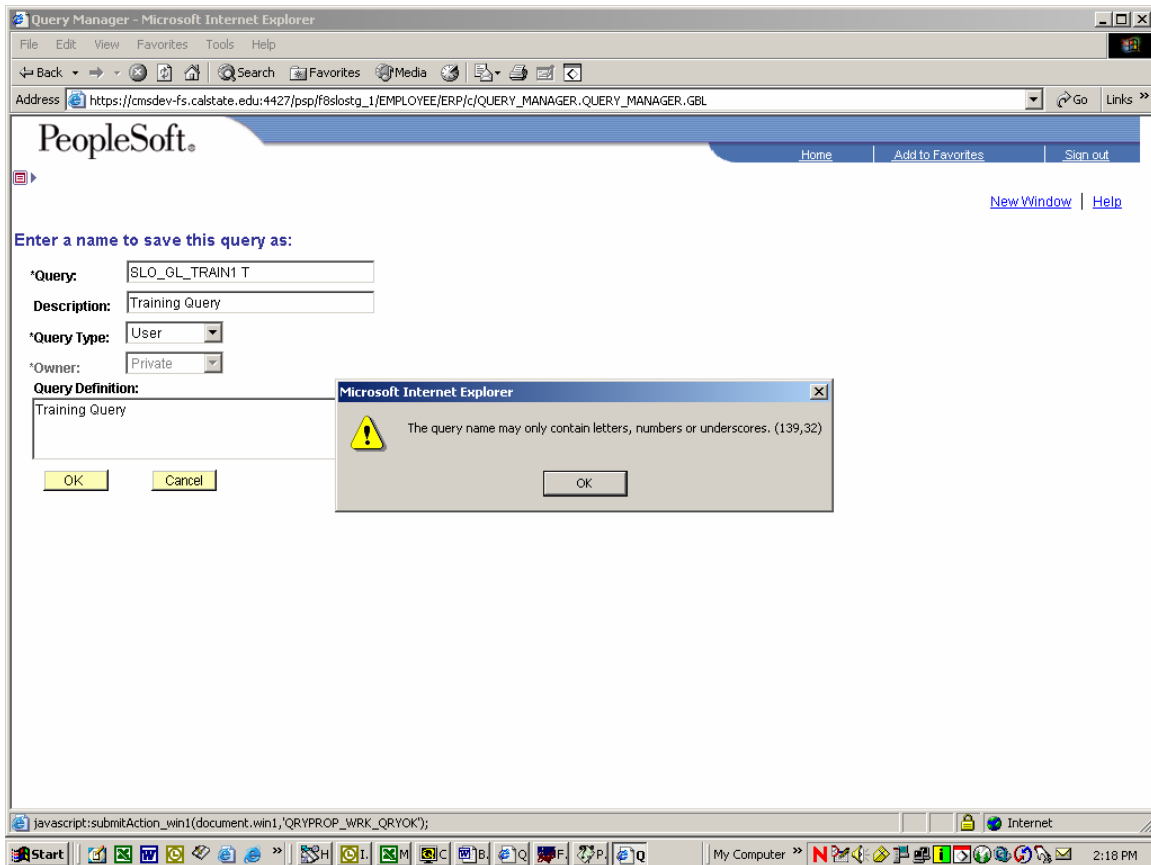 Query Manager - Microsoft Internet Explorer
File Edit View Favorites Tools Help
Back Search Favorites Media
Address https://cmsdev-fs.calstate.edu:4427/psp/f8slostg_1/EMPLOYEE/ERP/c/QUERY_MANAGER.QUERY_MANAGER.GBL Go Links »
PeopleSoft®
Home Add to Favorites Sign out
New Window | Help
Enter a name to save this query as:
*Query: SLO_GL_TRAIN1 T
Description: Training Query
*Query Type: User
*Owner: Private
Query Definition:
Training Query
Microsoft Internet Explorer
The query name may only contain letters, numbers or underscores. (139,32)
OK
OK Cancel
javascript:submitAction_win1(document.win1,'QRYPROP_WRK_QRYOK'); Internet
Start » H I. M C B. Q F. P. Q My Computer » 2:18 PM